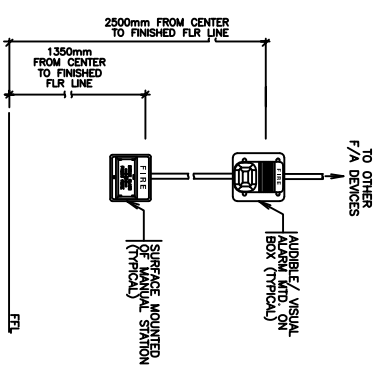 2500mm FROM CENTER
TO FINISHED FLR LINE
1350mm
FROM CENTER
TO FINISHED
FLR LINE
TO OTHER
F/A DEVICES
FIRE
AUDIBLE/ VISUAL
ALARM MTD. ON
BOX (TYPICAL)
FIRE
SURFACE MOUNTED
OF MANUAL STATION
(TYPICAL)
FFL